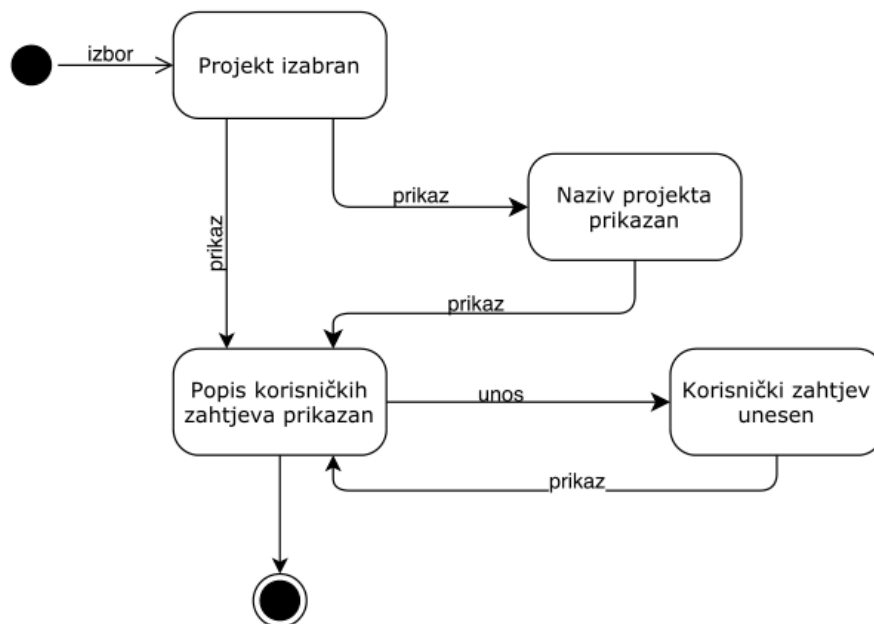 izbor
Projekt izabran
prikaz
Naziv projekta
prikazan
prikaz
prikaz
Popis korisničkih
zahtjeva prikazan
unos
Korisnički zahtjev
unesen
prikaz